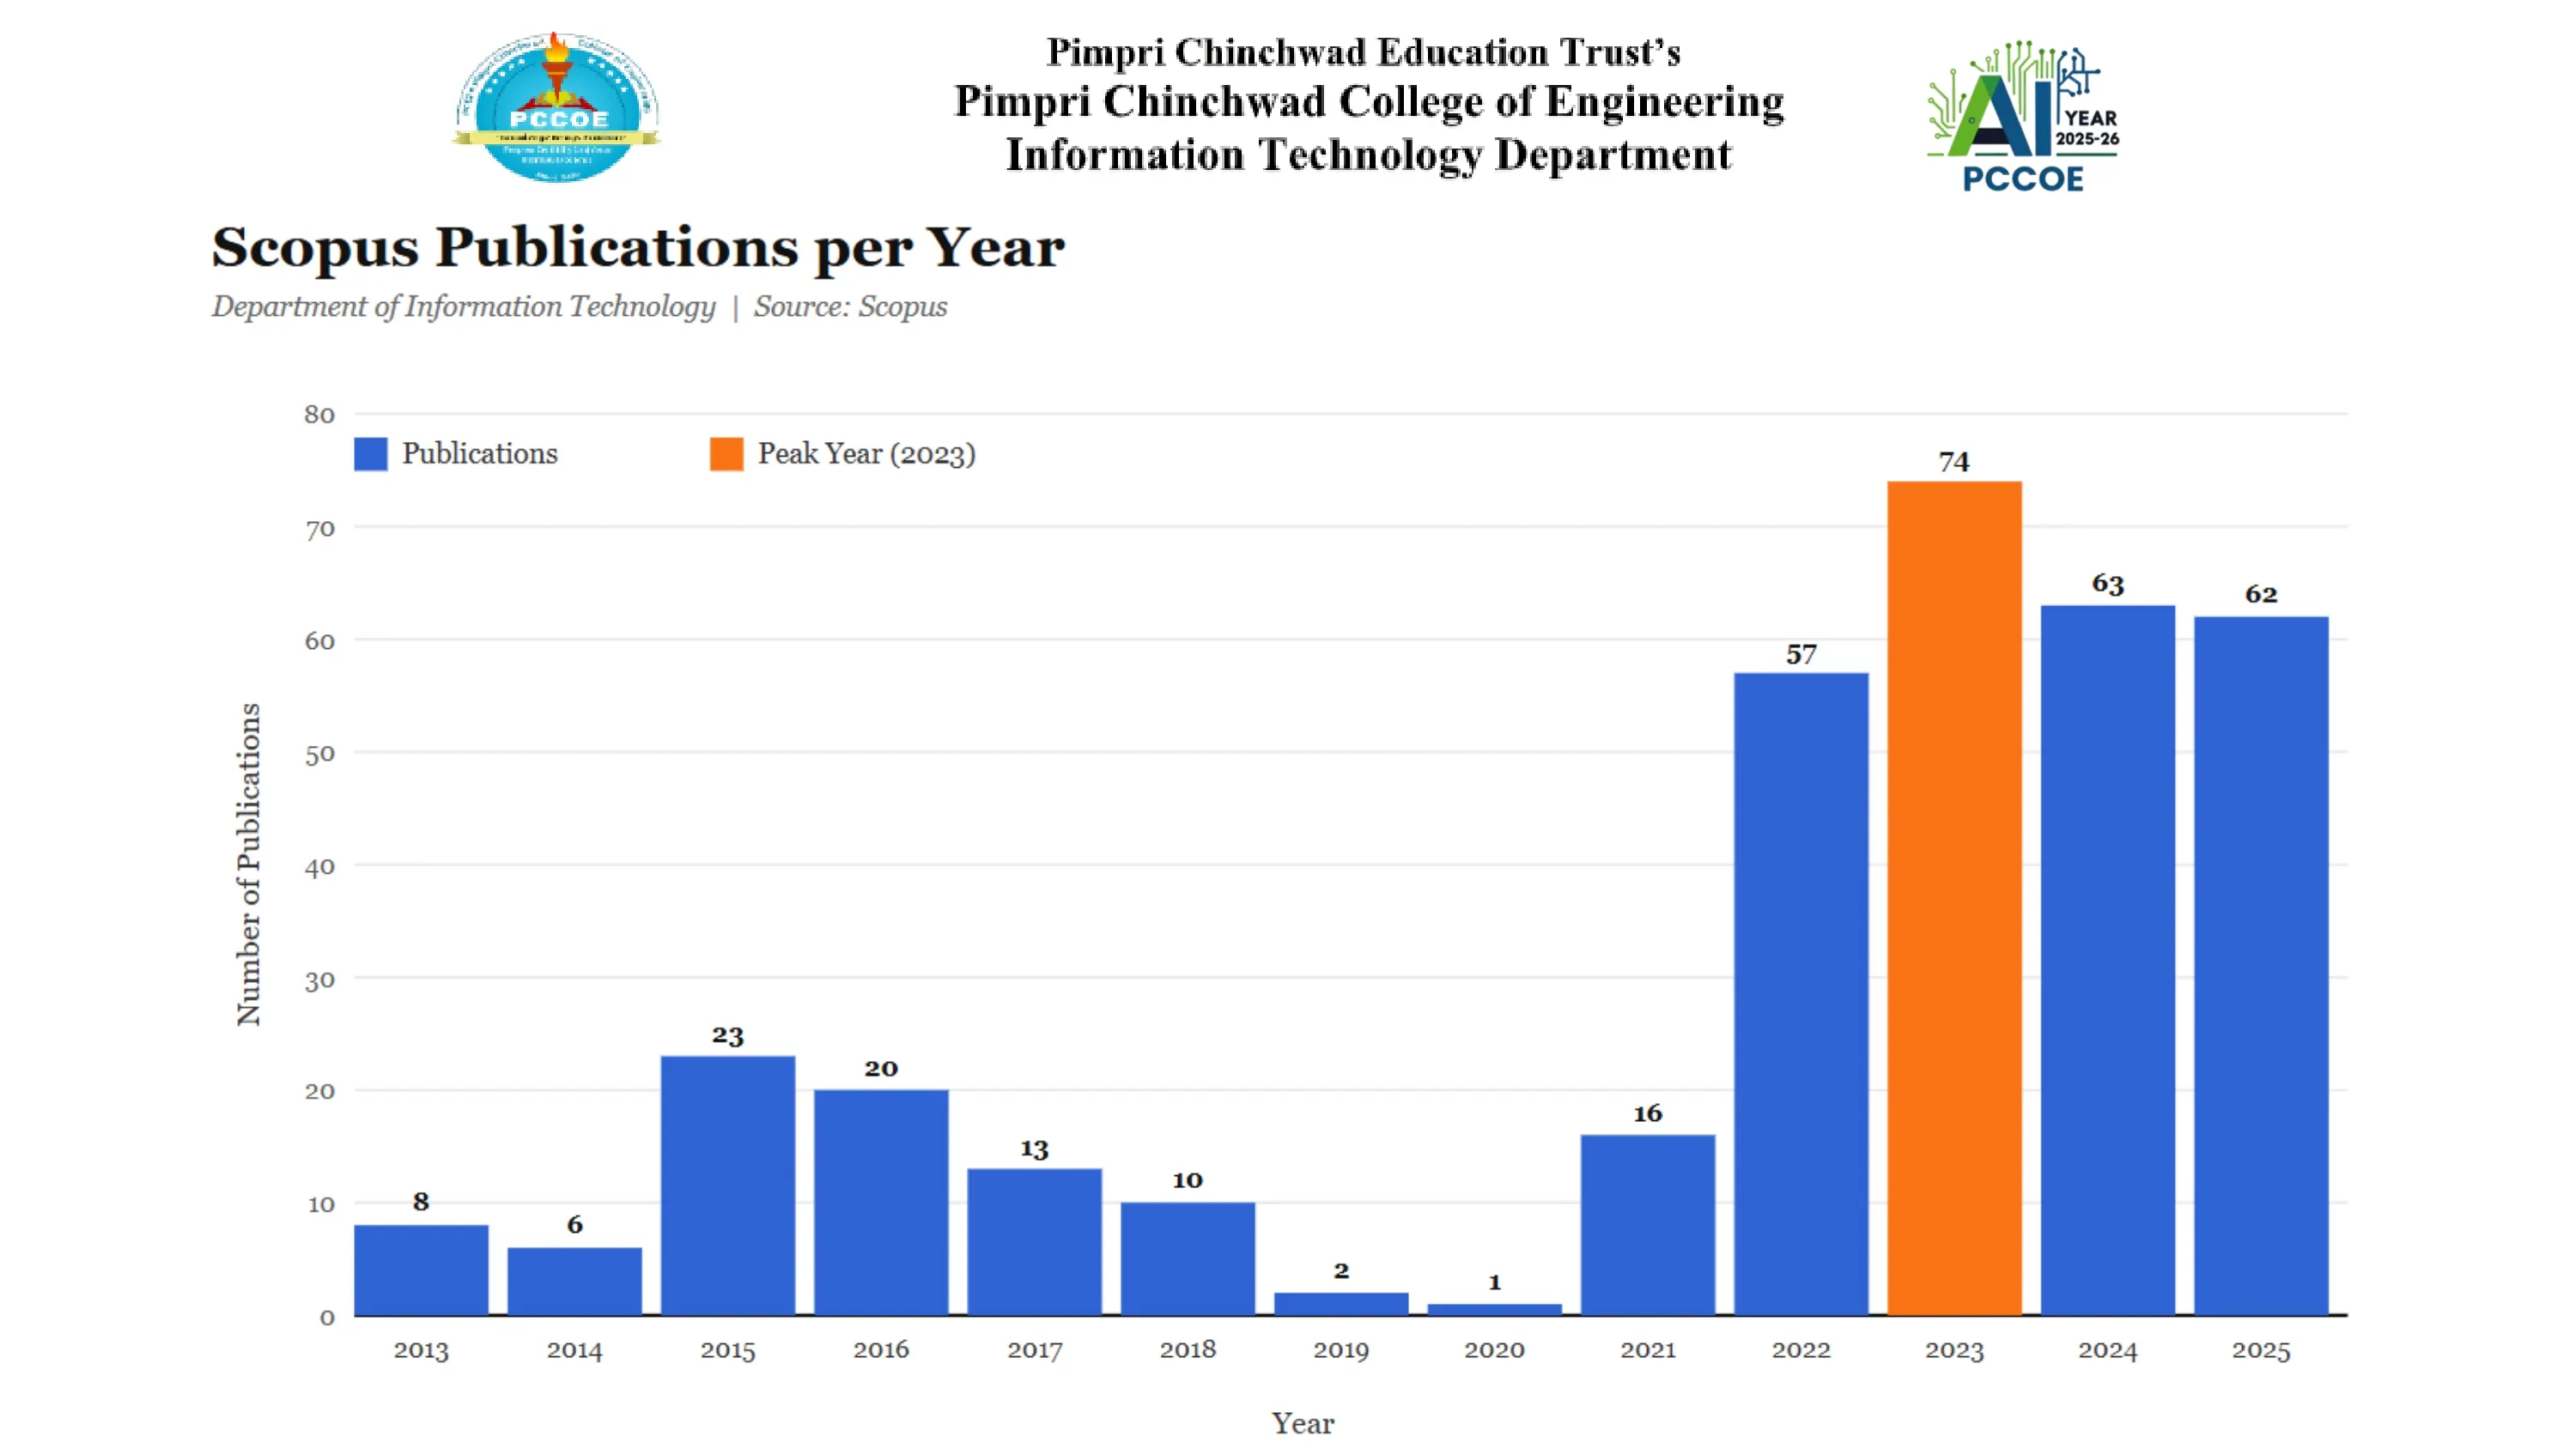 PCCOE
Pimpri Chinchwad Education Trust's
Pimpri Chinchwad College of Engineering
Information Technology Department
AI
YEAR
2025-26
PCCOE
Scopus Publications per Year
Department of Information Technology | Source: Scopus
Publications
Peak Year (2023)
Number of Publications
80
70
60
50
40
30
20
10
0
8
6
23
20
13
10
2
1
16
57
74
63
62
2013 2014 2015 2016 2017 2018 2019 2020 2021 2022 2023 2024 2025
Year